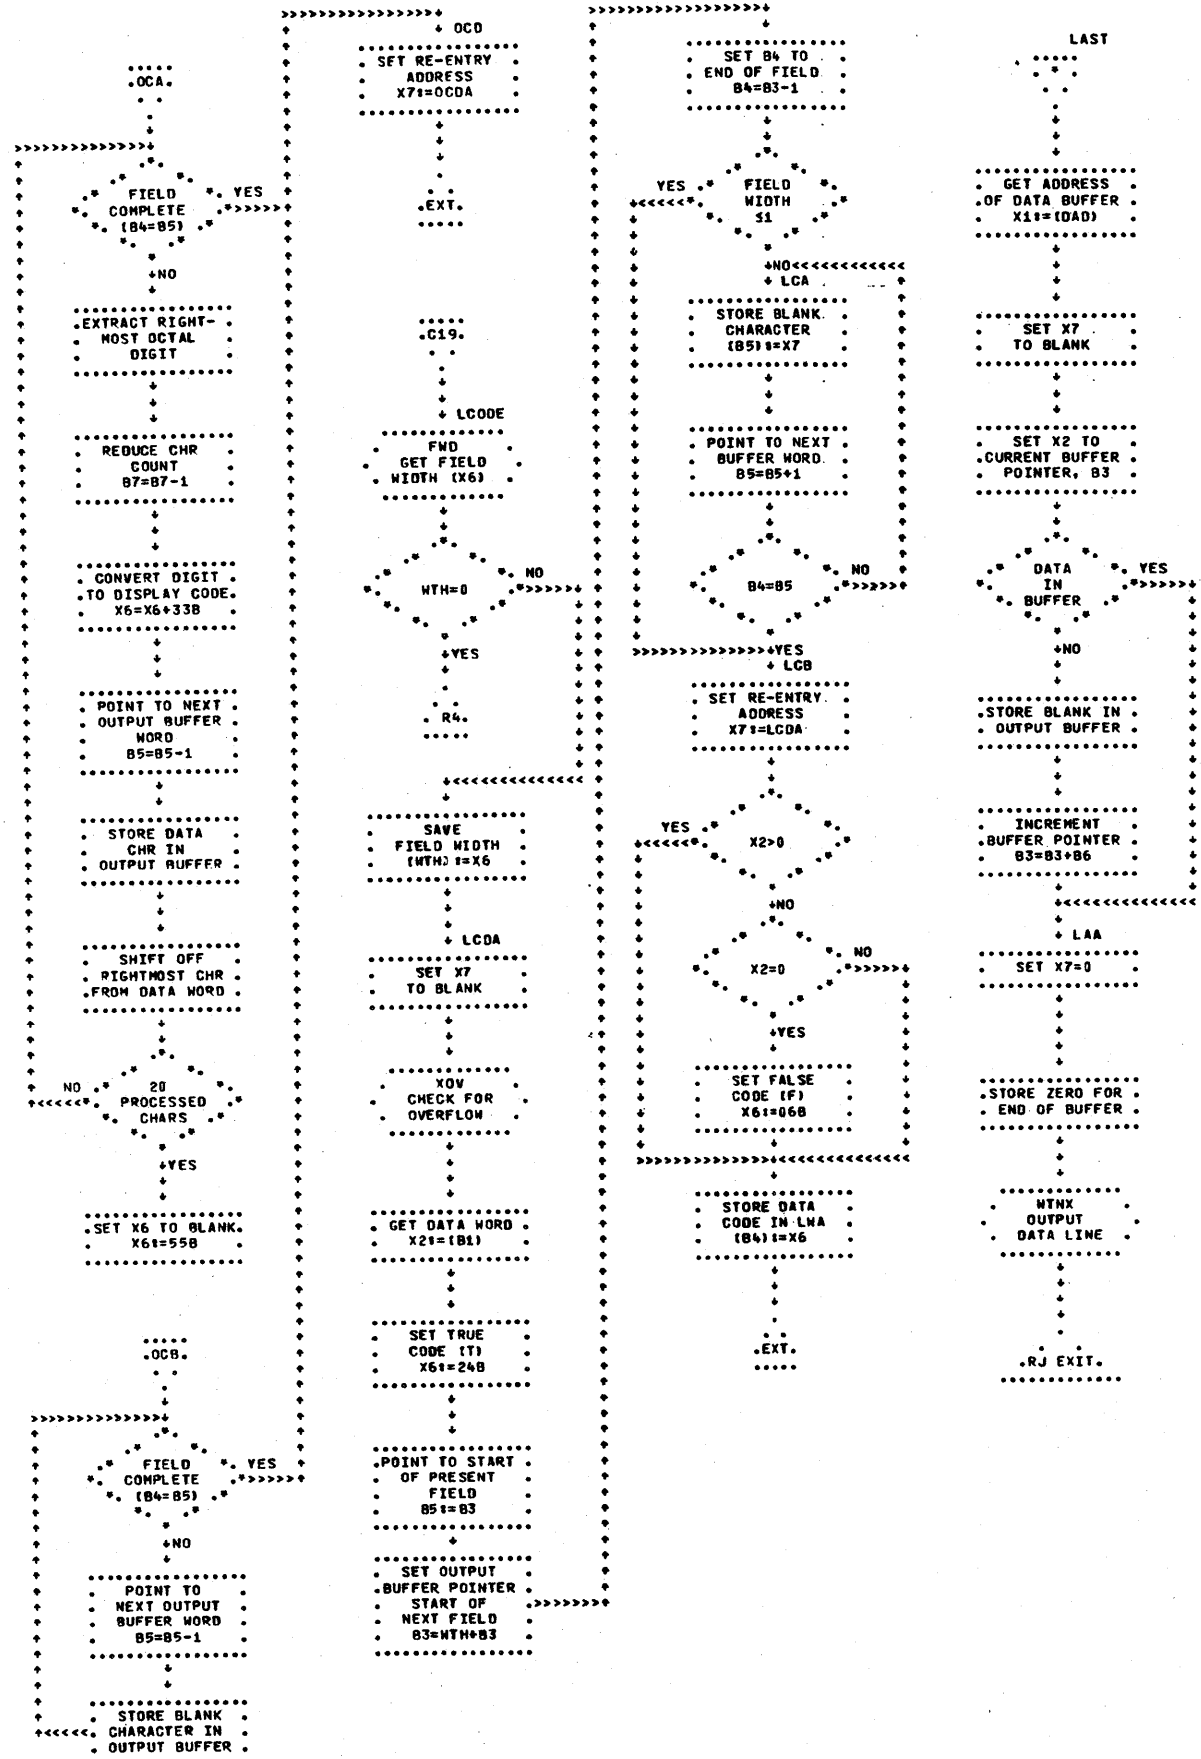 .OCA.
FIELD
COMPLETE
(B4=B5)
YES
NO
EXTRACT RIGHT-
MOST OCTAL
DIGIT
REDUCE CHR
COUNT
B7=B7-1
CONVERT DIGIT
TO DISPLAY CODE.
X6=X6+33B
POINT TO NEXT
OUTPUT BUFFER
WORD
B5=B5-1
STORE DATA
CHR IN
OUTPUT BUFFER
SHIFT OFF
RIGHTMOST CHR
FROM DATA WORD
NO
20
PROCESSED
CHARS
YES
SET X6 TO BLANK.
X6:=55B
.OCB.
FIELD
COMPLETE
(B4=B5)
YES
NO
POINT TO
NEXT OUTPUT
BUFFER WORD
B5=B5-1
STORE BLANK
CHARACTER IN
OUTPUT BUFFER
OCD
SET RE-ENTRY
ADDRESS
X7:=OCDA
.EXT.
.C19.
LCODE
FWD
GET FIELD
WIDTH (X6)
WTH=0
NO
YES
. R4.
SAVE
FIELD WIDTH
(WTH) :=X6
LCDA
SET X7
TO BLANK
XOV
CHECK FOR
OVERFLOW
GET DATA WORD
X2:=(B1)
SET TRUE
CODE (T)
X6:=24B
POINT TO START
OF PRESENT
FIELD
B5:=B3
SET OUTPUT
BUFFER POINTER
START OF
NEXT FIELD
B3=WTH+B3
SET B4 TO
END OF FIELD
B4=B3-1
YES
FIELD
WIDTH
≤1
NO
LCA
STORE BLANK
CHARACTER
(B5):=X7
POINT TO NEXT
BUFFER WORD
B5=B5+1
B4=B5
NO
YES
LCB
SET RE-ENTRY
ADDRESS
X7:=LCDA
YES
X2>0
NO
X2=0
NO
YES
SET FALSE
CODE (F)
X6:=06B
STORE DATA
CODE IN LWA
(B4):=X6
.EXT.
LAST
GET ADDRESS
OF DATA BUFFER
X1:=(DAD)
SET X7
TO BLANK
SET X2 TO
CURRENT BUFFER
POINTER, B3
DATA
IN
BUFFER
YES
NO
STORE BLANK IN
OUTPUT BUFFER
INCREMENT
BUFFER POINTER
B3=B3+B6
LAA
SET X7=0
STORE ZERO FOR
END OF BUFFER
WTNX
OUTPUT
DATA LINE
.RJ EXIT.